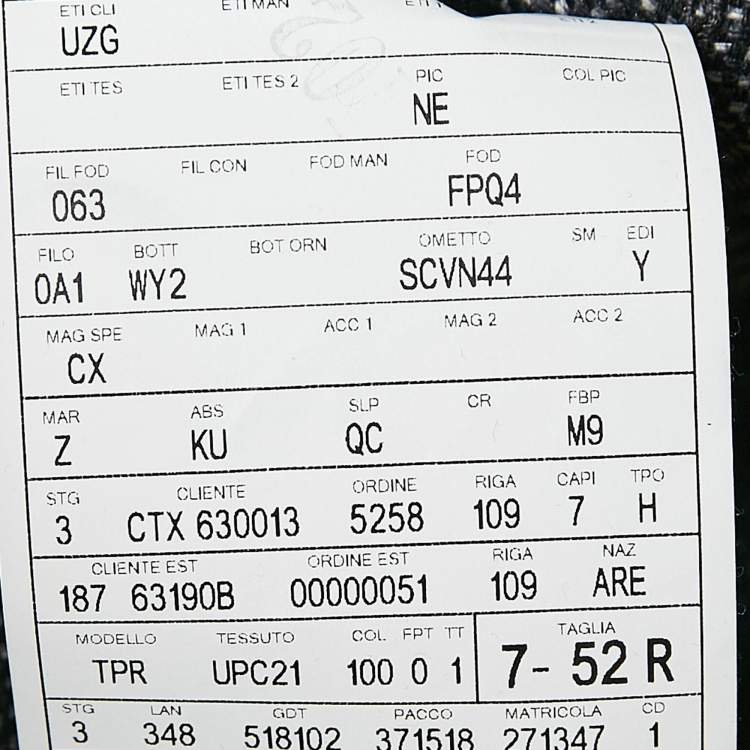 ETI CLI ETI MAN
UZG
ETI TES ETI TES 2 PIC COL PIC
NE
FIL FOD FIL CON FOD MAN FOD
063 FPQ4
FILO BOTT BOT ORN OMETTO SM EDI
0A1 WY2 SCVN44 Y
MAG SPE MAG 1 ACC 1 MAG 2 ACC 2
CX
MAR ABS SLP CR FBP
Z KU QC M9
STG CLIENTE ORDINE RIGA CAPI TPO
3 CTX 630013 5258 109 7 H
CLIENTE EST ORDINE EST RIGA NAZ
187 63190B 00000051 109 ARE
MODELLO TESSUTO COL FPT TT TAGLIA
TPR UPC21 100 0 1 7- 52 R
STG LAN GDT PACCO MATRICOLA CD
3 348 518102 371518 271347 1